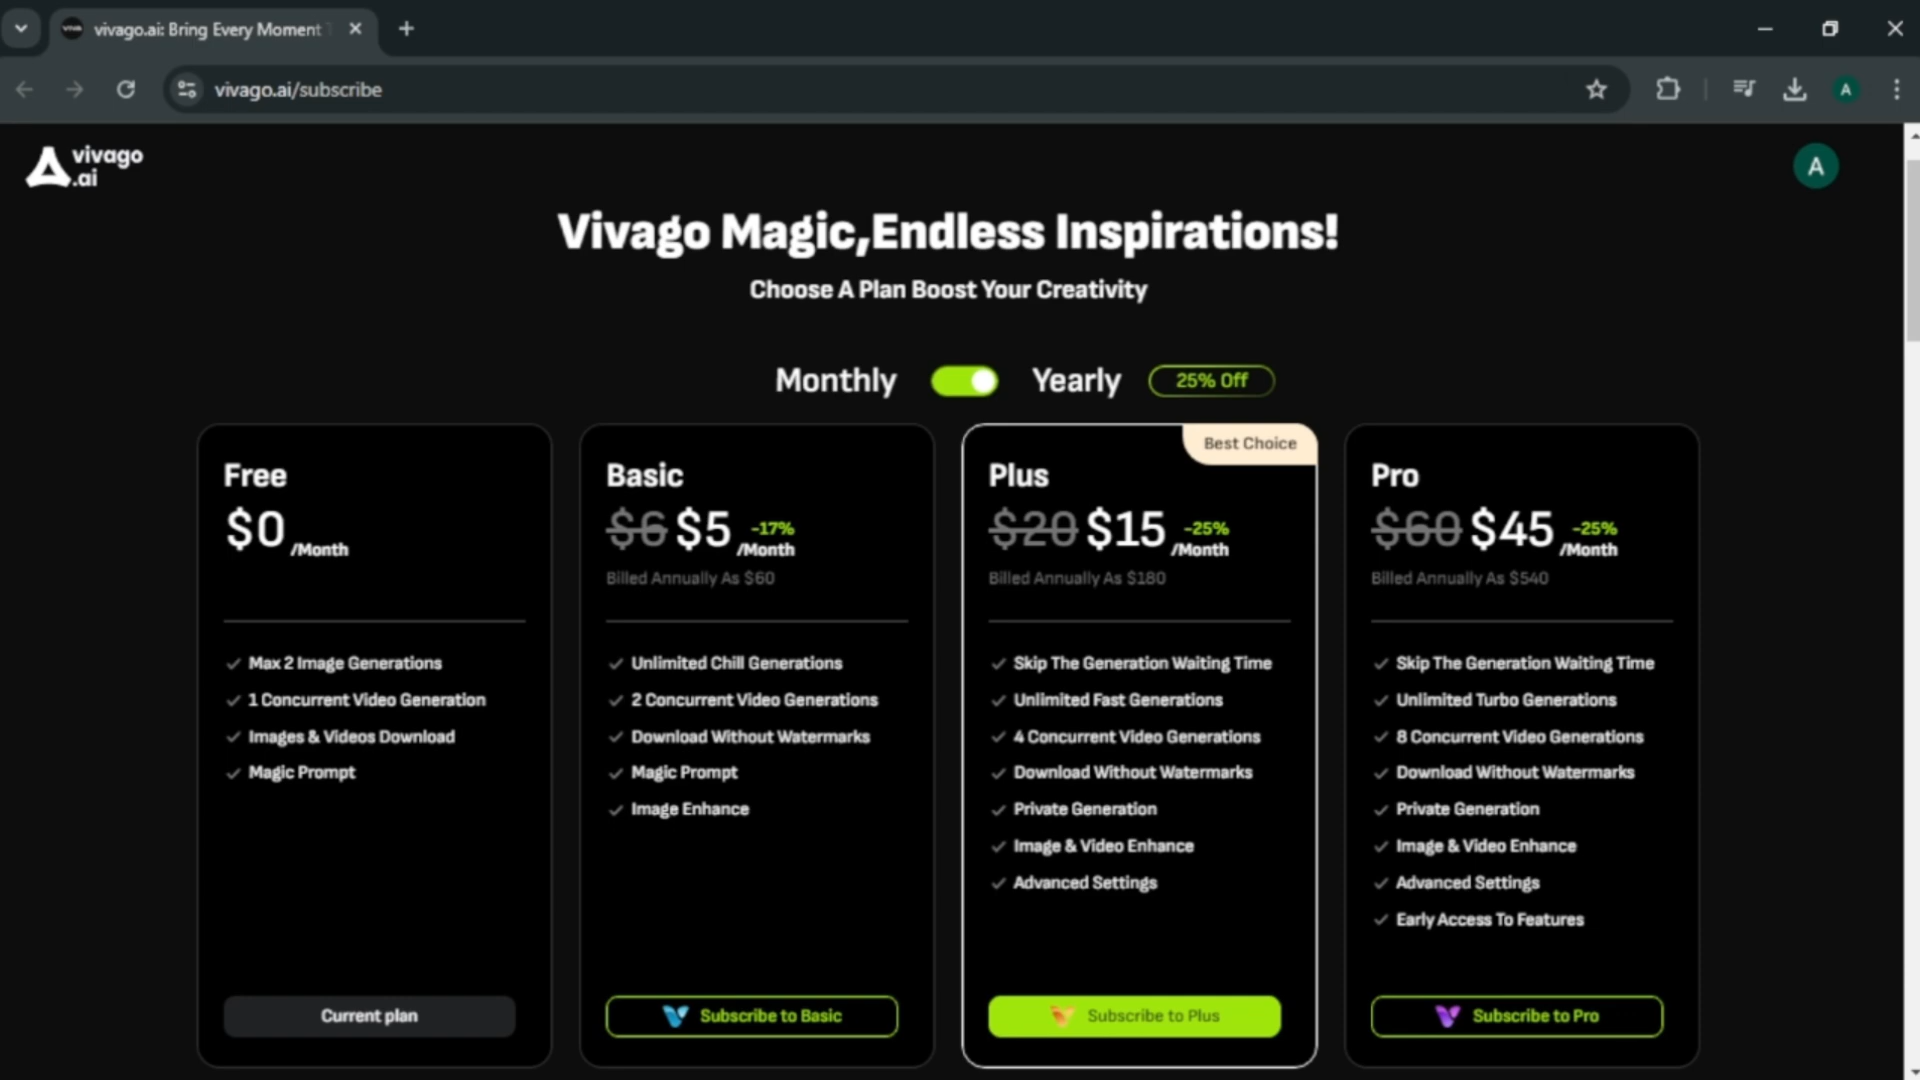 vivago.ai: Bring Every Moment
vivago.ai/subscribe
A
vivago
.ai
A
Vivago Magic,Endless Inspirations!
Choose A Plan Boost Your Creativity
Monthly
Yearly
25% Off
Free
$0 /Month
Max 2 Image Generations
1 Concurrent Video Generation
Images & Videos Download
Magic Prompt
Current plan
Basic
$6 $5 -17% /Month
Billed Annually As $60
Unlimited Chill Generations
2 Concurrent Video Generations
Download Without Watermarks
Magic Prompt
Image Enhance
Subscribe to Basic
Best Choice
Plus
$20 $15 -25% /Month
Billed Annually As $180
Skip The Generation Waiting Time
Unlimited Fast Generations
4 Concurrent Video Generations
Download Without Watermarks
Private Generation
Image & Video Enhance
Advanced Settings
Subscribe to Plus
Pro
$60 $45 -25% /Month
Billed Annually As $540
Skip The Generation Waiting Time
Unlimited Turbo Generations
8 Concurrent Video Generations
Download Without Watermarks
Private Generation
Image & Video Enhance
Advanced Settings
Early Access To Features
Subscribe to Pro